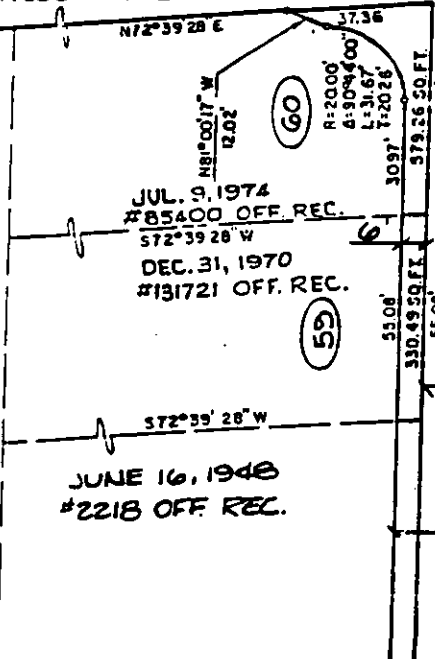 N72°39 28 E
37.36
N81°00'17" W
12.02'
60
R=20.00'
Δ=90°44'00"
L=31.67'
T=20.26'
30.97'
579.26 SQ.FT.
JUL. 9, 1974
#85400 OFF. REC.
S72°39 28" W
6
DEC. 31, 1970
#131721 OFF. REC.
59
55.08'
330.49 SQ.FT.
S72°39' 28" W
JUNE 16, 1948
#2218 OFF. REC.